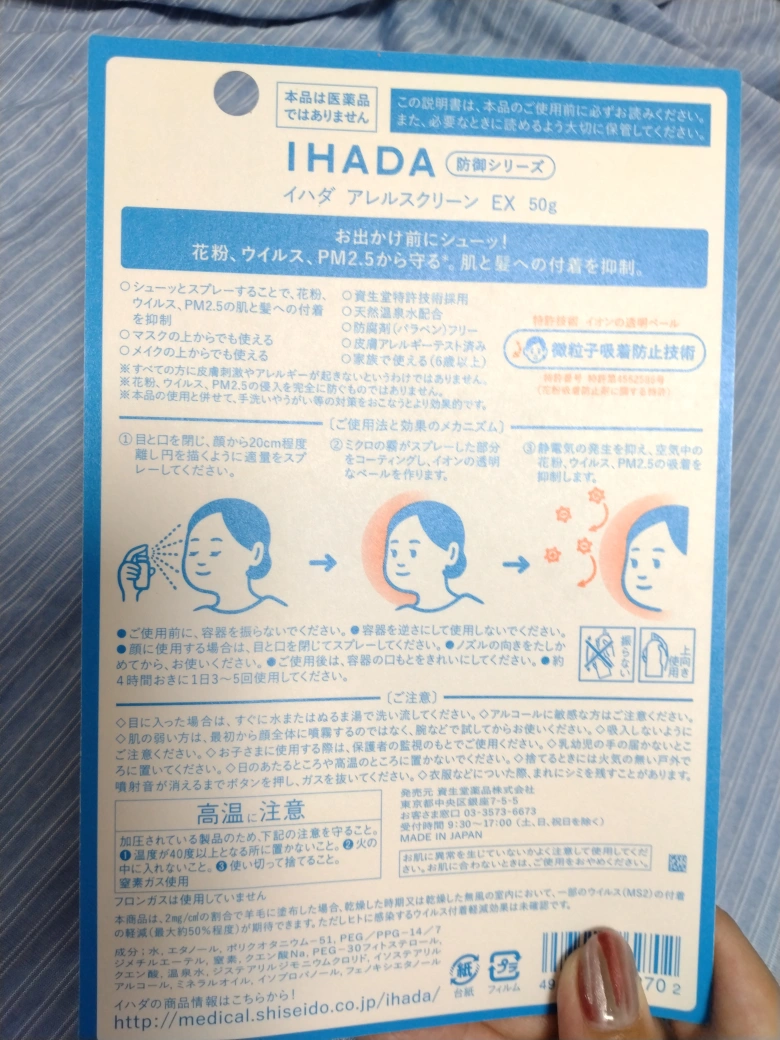 本品は医薬品
ではありません
この説明書は、本品のご使用前に必ずお読みください。
また、必要なときに読めるよう大切に保管してください。
IHADA 防御シリーズ
イハダ アレルスクリーン EX 50g
お出かけ前にシューッ!
花粉、ウイルス、PM2.5から守る*。肌と髪への付着を抑制。
○シューッとスプレーすることで、花粉、
ウイルス、PM2.5の肌と髪への付着
を抑制
○マスクの上からでも使える
○メイクの上からでも使える
○資生堂特許技術採用
○天然温泉水配合
○防腐剤(パラベン)フリー
○皮膚アレルギーテスト済み
○家族で使える(6歳以上)
特許技術 イオンの透明ベール
微粒子吸着防止技術
特許番号 特許第4552593号
(花粉吸着防止剤に関する特許)
※すべての方に皮膚刺激やアレルギーが起きないというわけではありません。
※花粉、ウイルス、PM2.5の侵入を完全に防ぐものではありません。
※本品の使用と併せて、手洗いやうがい等の対策をおこなうとより効果的です。
〔ご使用法と効果のメカニズム〕
①目と口を閉じ、顔から20cm程度
離し円を描くように適量をスプ
レーしてください。
②ミクロの霧がスプレーした部分
をコーティングし、イオンの透明
なベールを作ります。
③静電気の発生を抑え、空気中の
花粉、ウイルス、PM2.5の吸着を
抑制します。
●ご使用前に、容器を振らないでください。●容器を逆さにして使用しないでください。
●顔に使用する場合は、目と口を閉じてスプレーしてください。●ノズルの向きをたしか
めてから、お使いください。●ご使用後は、容器の口もとをきれいにしてください。●約
4時間おきに1日3〜5回使用してください。
振らない
上向き
使用
〔ご注意〕
◇目に入った場合は、すぐに水またはぬるま湯で洗い流してください。◇アルコールに敏感な方はご注意ください。
◇肌の弱い方は、最初から顔全体に噴霧するのではなく、腕などで試してからお使いください。◇吸入しないように
ご注意ください。◇お子さまに使用する際は、保護者の監視のもとでご使用ください。◇乳幼児の手の届かないとこ
ろに置いてください。◇日のあたるところや高温のところに置かないでください。◇捨てるときには火気の無い戸外で
噴射音が消えるまでボタンを押し、ガスを抜いてください。◇衣服などについた際、まれにシミを残すことがあります。
高温に注意
加圧されている製品のため、下記の注意を守ること。
❶温度が40度以上となる所に置かないこと。❷火の
中に入れないこと。❸使い切って捨てること。
窒素ガス使用
フロンガスは使用していません
発売元 資生堂薬品株式会社
東京都中央区銀座7-5-5
お客さま窓口 03-3573-6673
受付時間 9:30〜17:00(土、日、祝日を除く)
MADE IN JAPAN
お肌に異常を生じていないかよく注意して使用してくだ
さい。お肌に合わないときは、ご使用をおやめください。
本商品は、2mg/㎠の割合で羊毛に塗布した場合、乾燥した時期又は乾燥した無風の室内において、一部のウイルス(MS2)の付着
の軽減(最大約50%程度)が期待できます。ただしヒトに感染するウイルス付着軽減効果は未確認です。
成分:水、エタノール、ポリクオタニウム-51、PEG/PPG-14/7
ジメチルエーテル、窒素、クエン酸Na、PEG-30フィトステロール、
クエン酸、温泉水、ジステアリルジモニウムクロリド、イソステアリル
アルコール、ミネラルオイル、イソプロパノール、フェノキシエタノール
紙
台紙
プラ
フィルム
イハダの商品情報はこちらから!
http://medical.shiseido.co.jp/ihada/
49
70 2